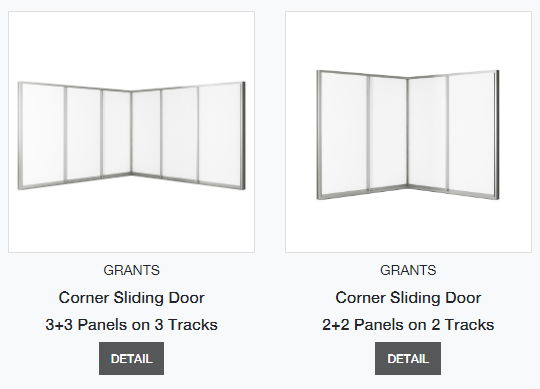 GRANTS
Corner Sliding Door
3+3 Panels on 3 Tracks
DETAIL
GRANTS
Corner Sliding Door
2+2 Panels on 2 Tracks
DETAIL